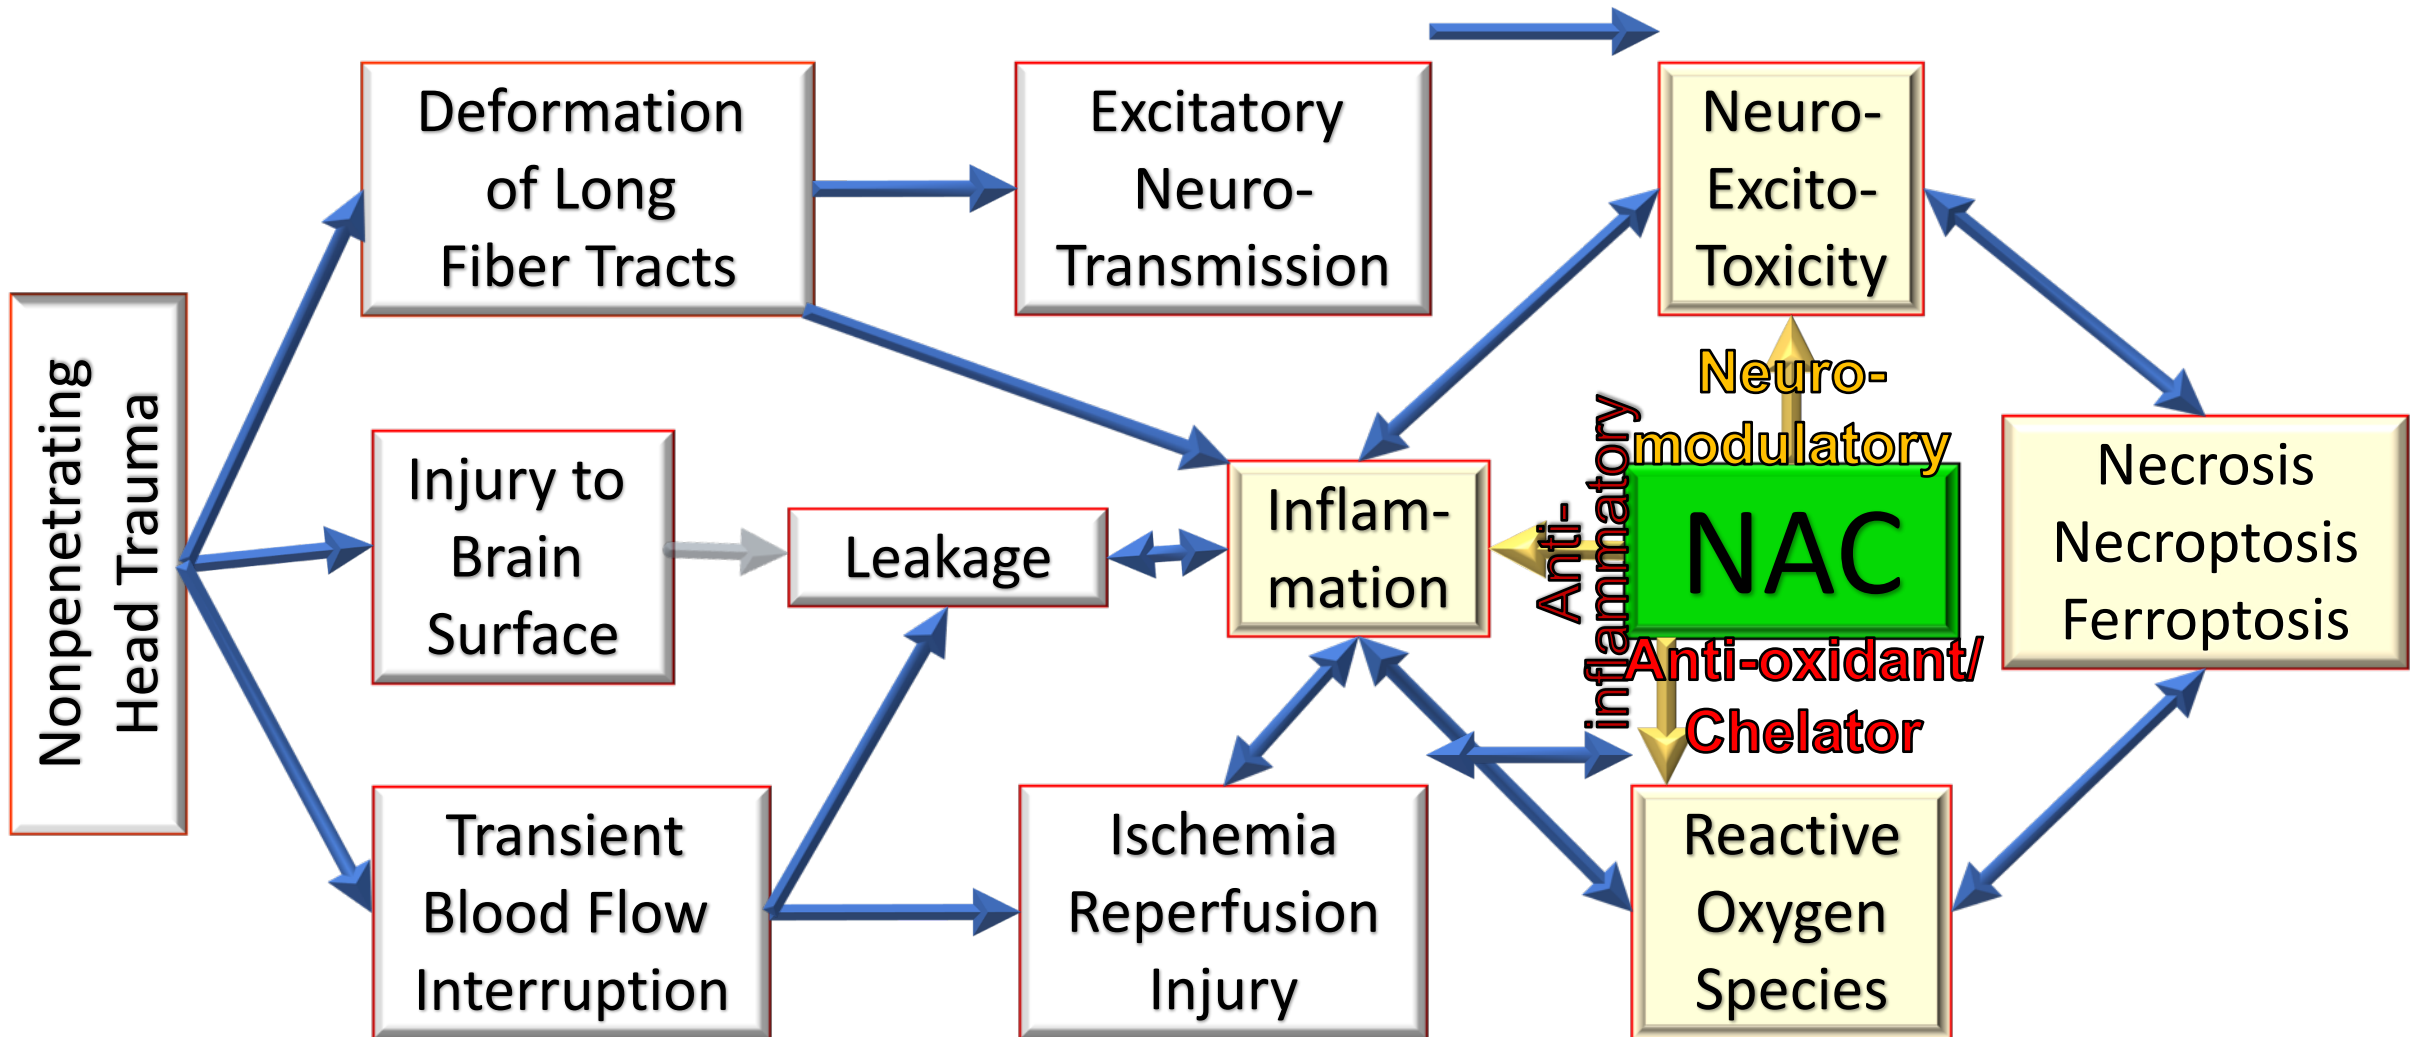 Nonpenetrating
Head Trauma
Deformation
of Long
Fiber Tracts
Excitatory
Neuro-
Transmission
Neuro-
Excito-
Toxicity
Injury to
Brain
Surface
Leakage
Inflam-
mation
Anti-
inflammatory
Neuro-
modulatory
NAC
Anti-oxidant/
Chelator
Necrosis
Necroptosis
Ferroptosis
Transient
Blood Flow
Interruption
Ischemia
Reperfusion
Injury
Reactive
Oxygen
Species